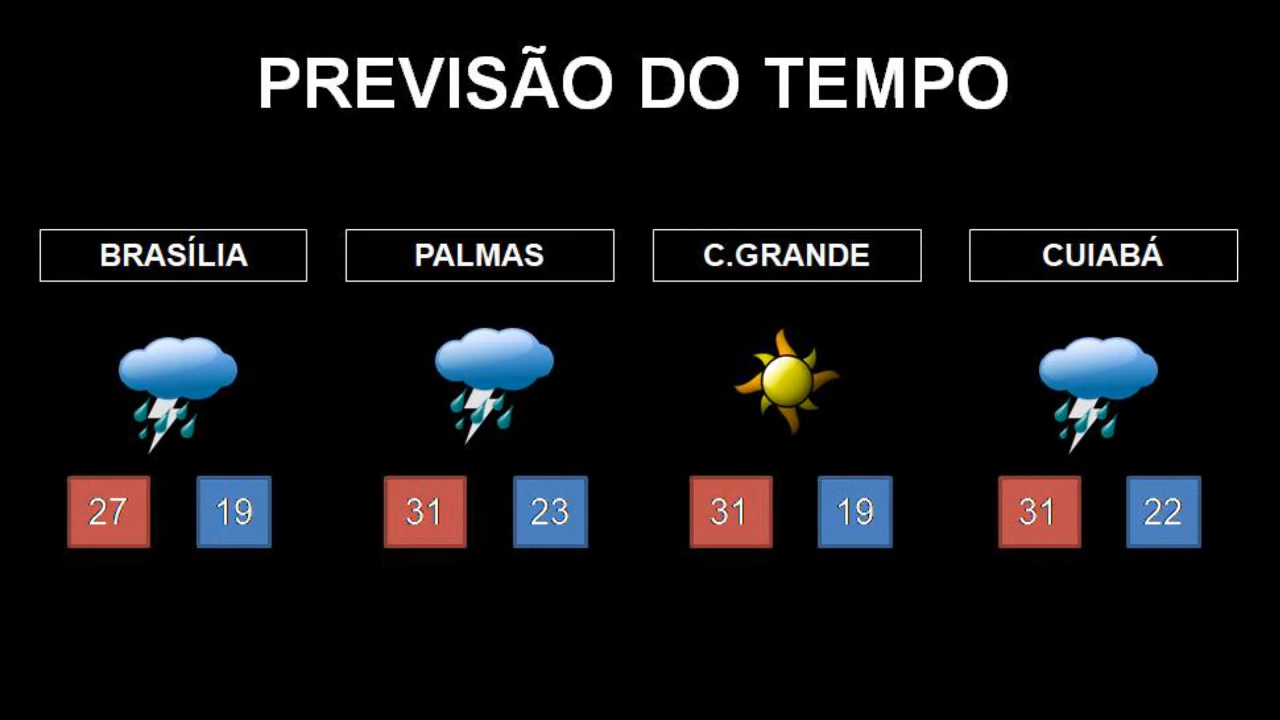 PREVISÃO DO TEMPO
BRASÍLIA
PALMAS
C.GRANDE
CUIABÁ
27 19
31 23
31 19
31 22